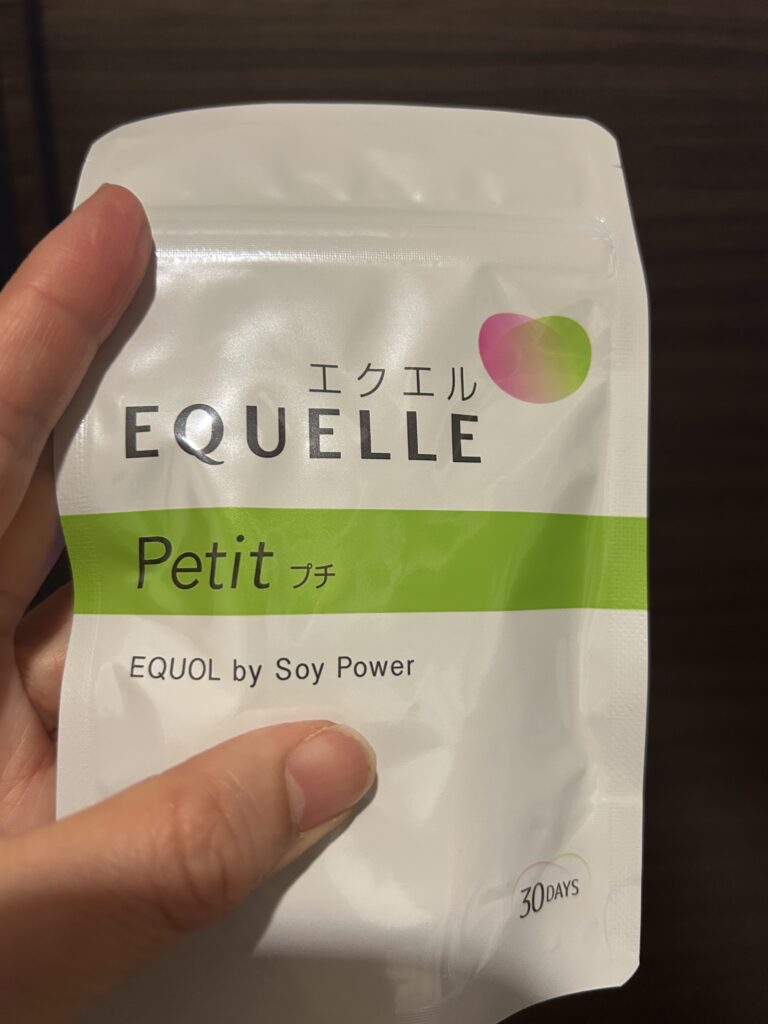 エクエル
EQUELLE
Petit プチ
EQUOL by Soy Power
30DAYS